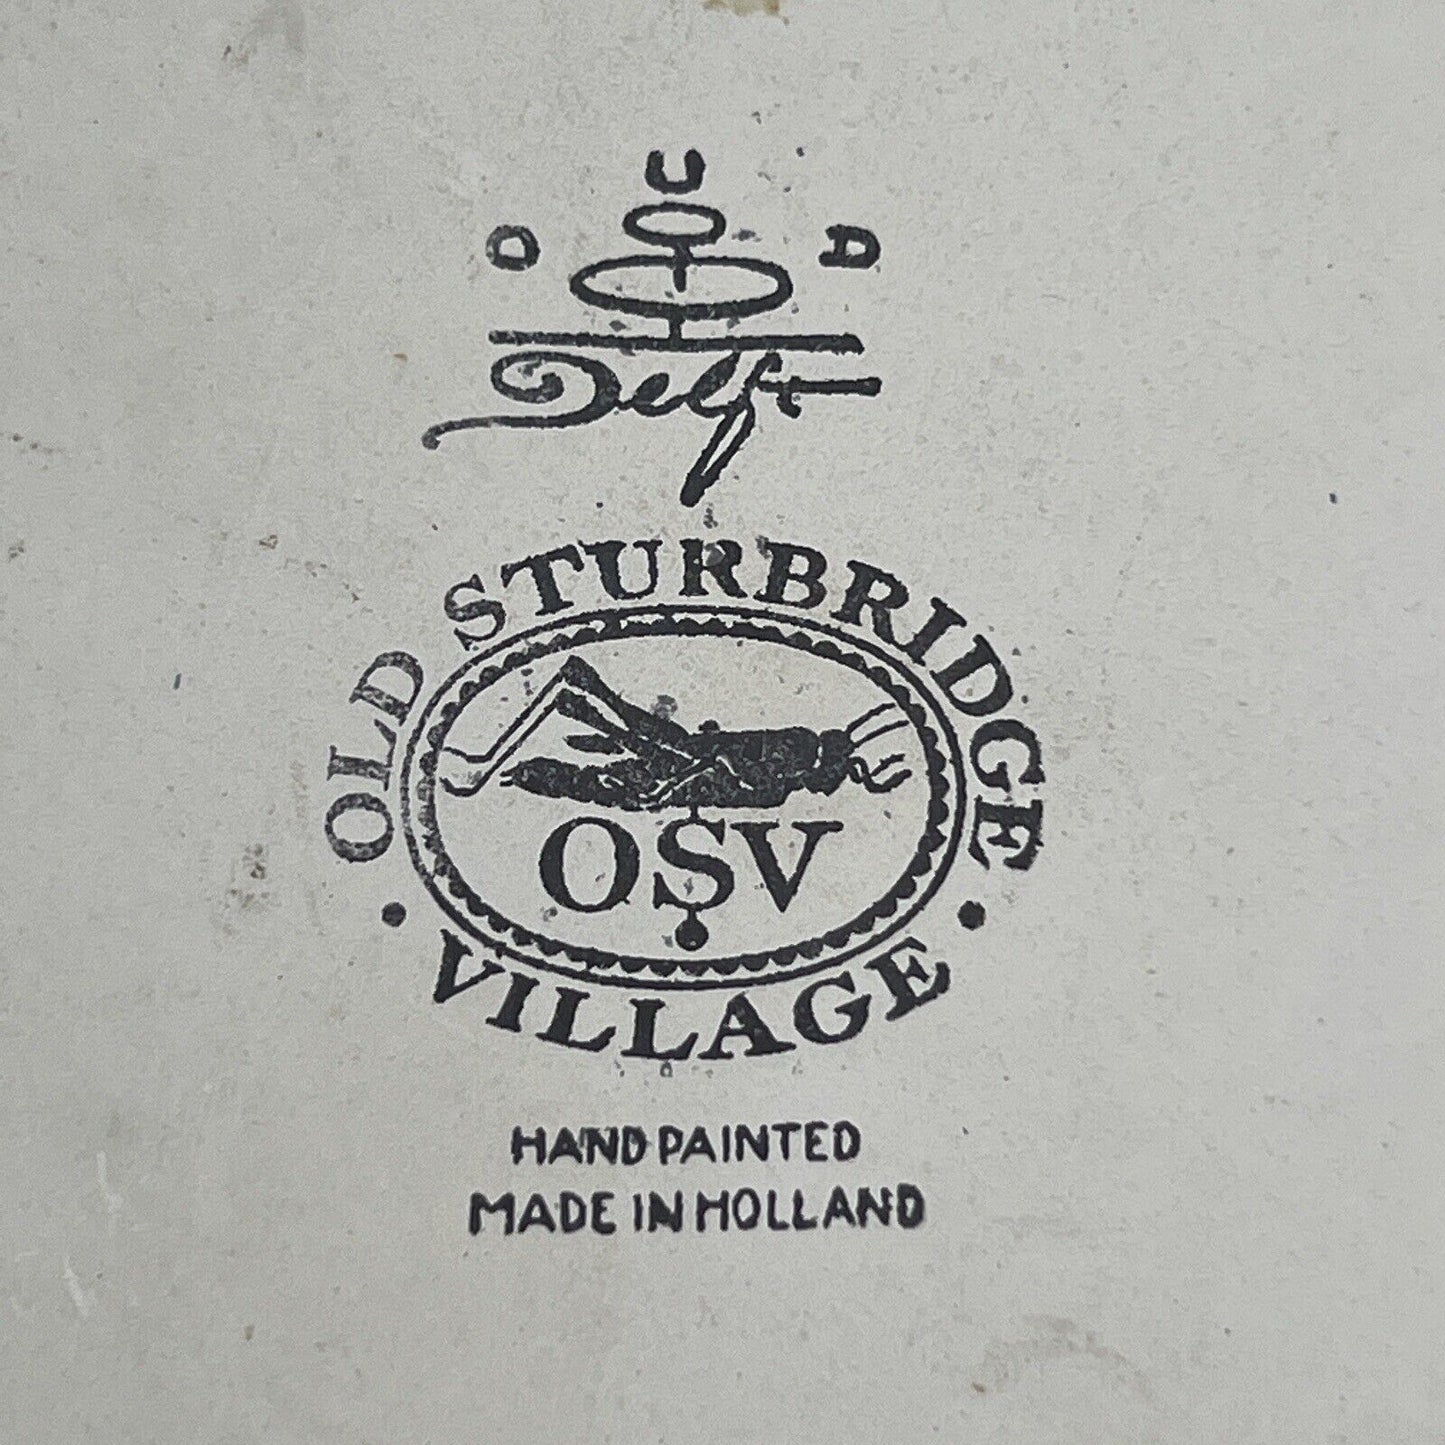 O U D
Delft
OLD STURBRIDGE
OSV
• VILLAGE •
HAND PAINTED
MADE IN HOLLAND